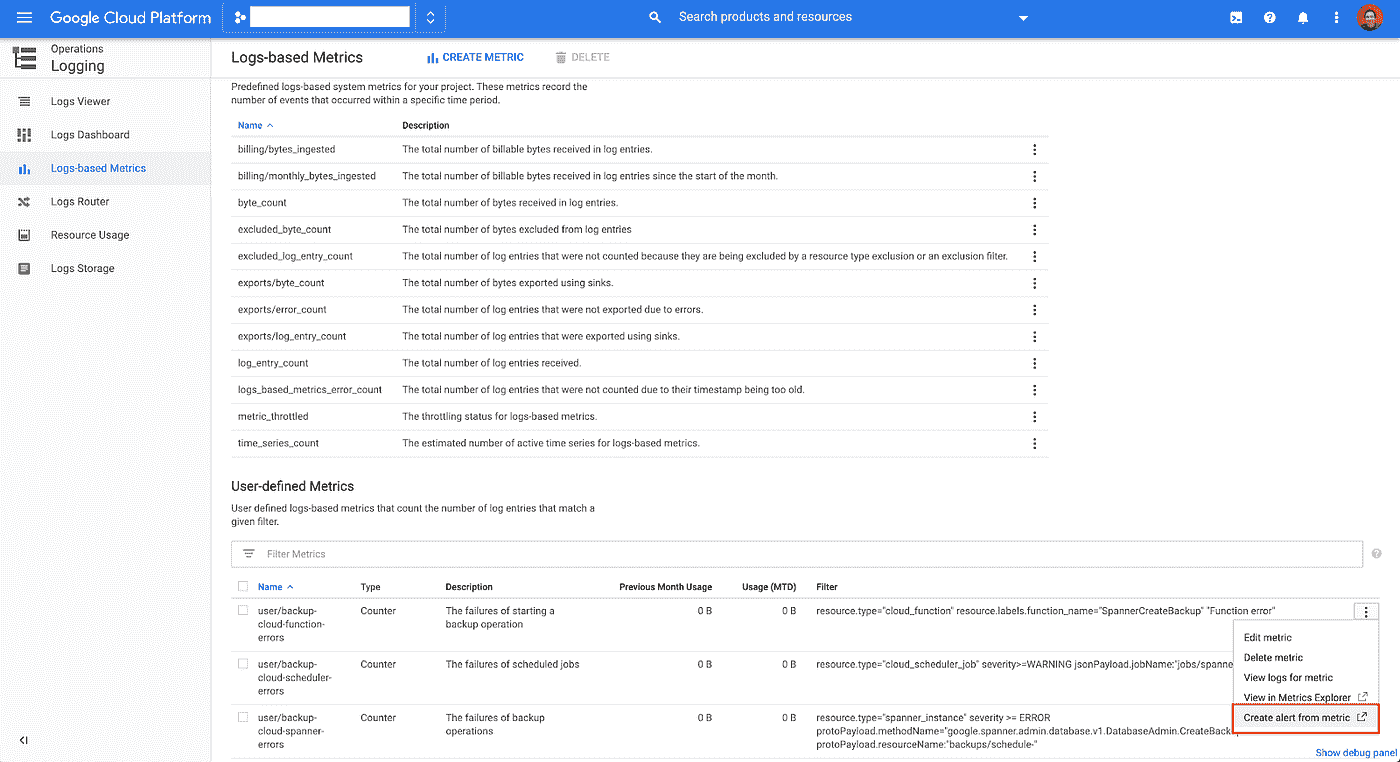 Google Cloud Platform
Search products and resources
Operations
Logging
Logs Viewer
Logs Dashboard
Logs-based Metrics
Logs Router
Resource Usage
Logs Storage
Logs-based Metrics
CREATE METRIC
DELETE
Predefined logs-based system metrics for your project. These metrics record the
number of events that occurred within a specific time period.
Name Description
billing/bytes_ingested The total number of billable bytes received in log entries.
billing/monthly_bytes_ingested The total number of billable bytes received in log entries since the start of the month.
byte_count The total number of bytes received in log entries.
excluded_byte_count The total number of bytes excluded from log entries
excluded_log_entry_count The total number of log entries that were not counted because they are being excluded by a resource type exclusion or an exclusion filter.
exports/byte_count The total number of bytes exported using sinks.
exports/error_count The total number of log entries that were not exported due to errors.
exports/log_entry_count The total number of log entries that were exported using sinks.
log_entry_count The total number of log entries received.
logs_based_metrics_error_count The total number of log entries that were not counted due to their timestamp being too old.
metric_throttled The throttling status for logs-based metrics.
time_series_count The estimated number of active time series for logs-based metrics.
User-defined Metrics
User defined logs-based metrics that count the number of log entries that match a
given filter.
Filter Metrics
Name Type Description Previous Month Usage Usage (MTD) Filter
user/backup- Counter The failures of starting a 0 B 0 B resource.type="cloud_function" resource.labels.function_name="SpannerCreateBackup" "Function error"
cloud-function- backup operation
errors
user/backup- Counter The failures of scheduled jobs 0 B 0 B resource.type="cloud_scheduler_job" severity>=WARNING jsonPayload.jobName:"jobs/spanne
cloud-scheduler-
errors
user/backup- Counter The failures of backup 0 B 0 B resource.type="spanner_instance" severity >= ERROR
cloud-spanner- operations protoPayload.methodName="google.spanner.admin.database.v1.DatabaseAdmin.CreateBack
errors protoPayload.resourceName:"backups/schedule-"
Edit metric
Delete metric
View logs for metric
View in Metrics Explorer
Create alert from metric
Show debug panel